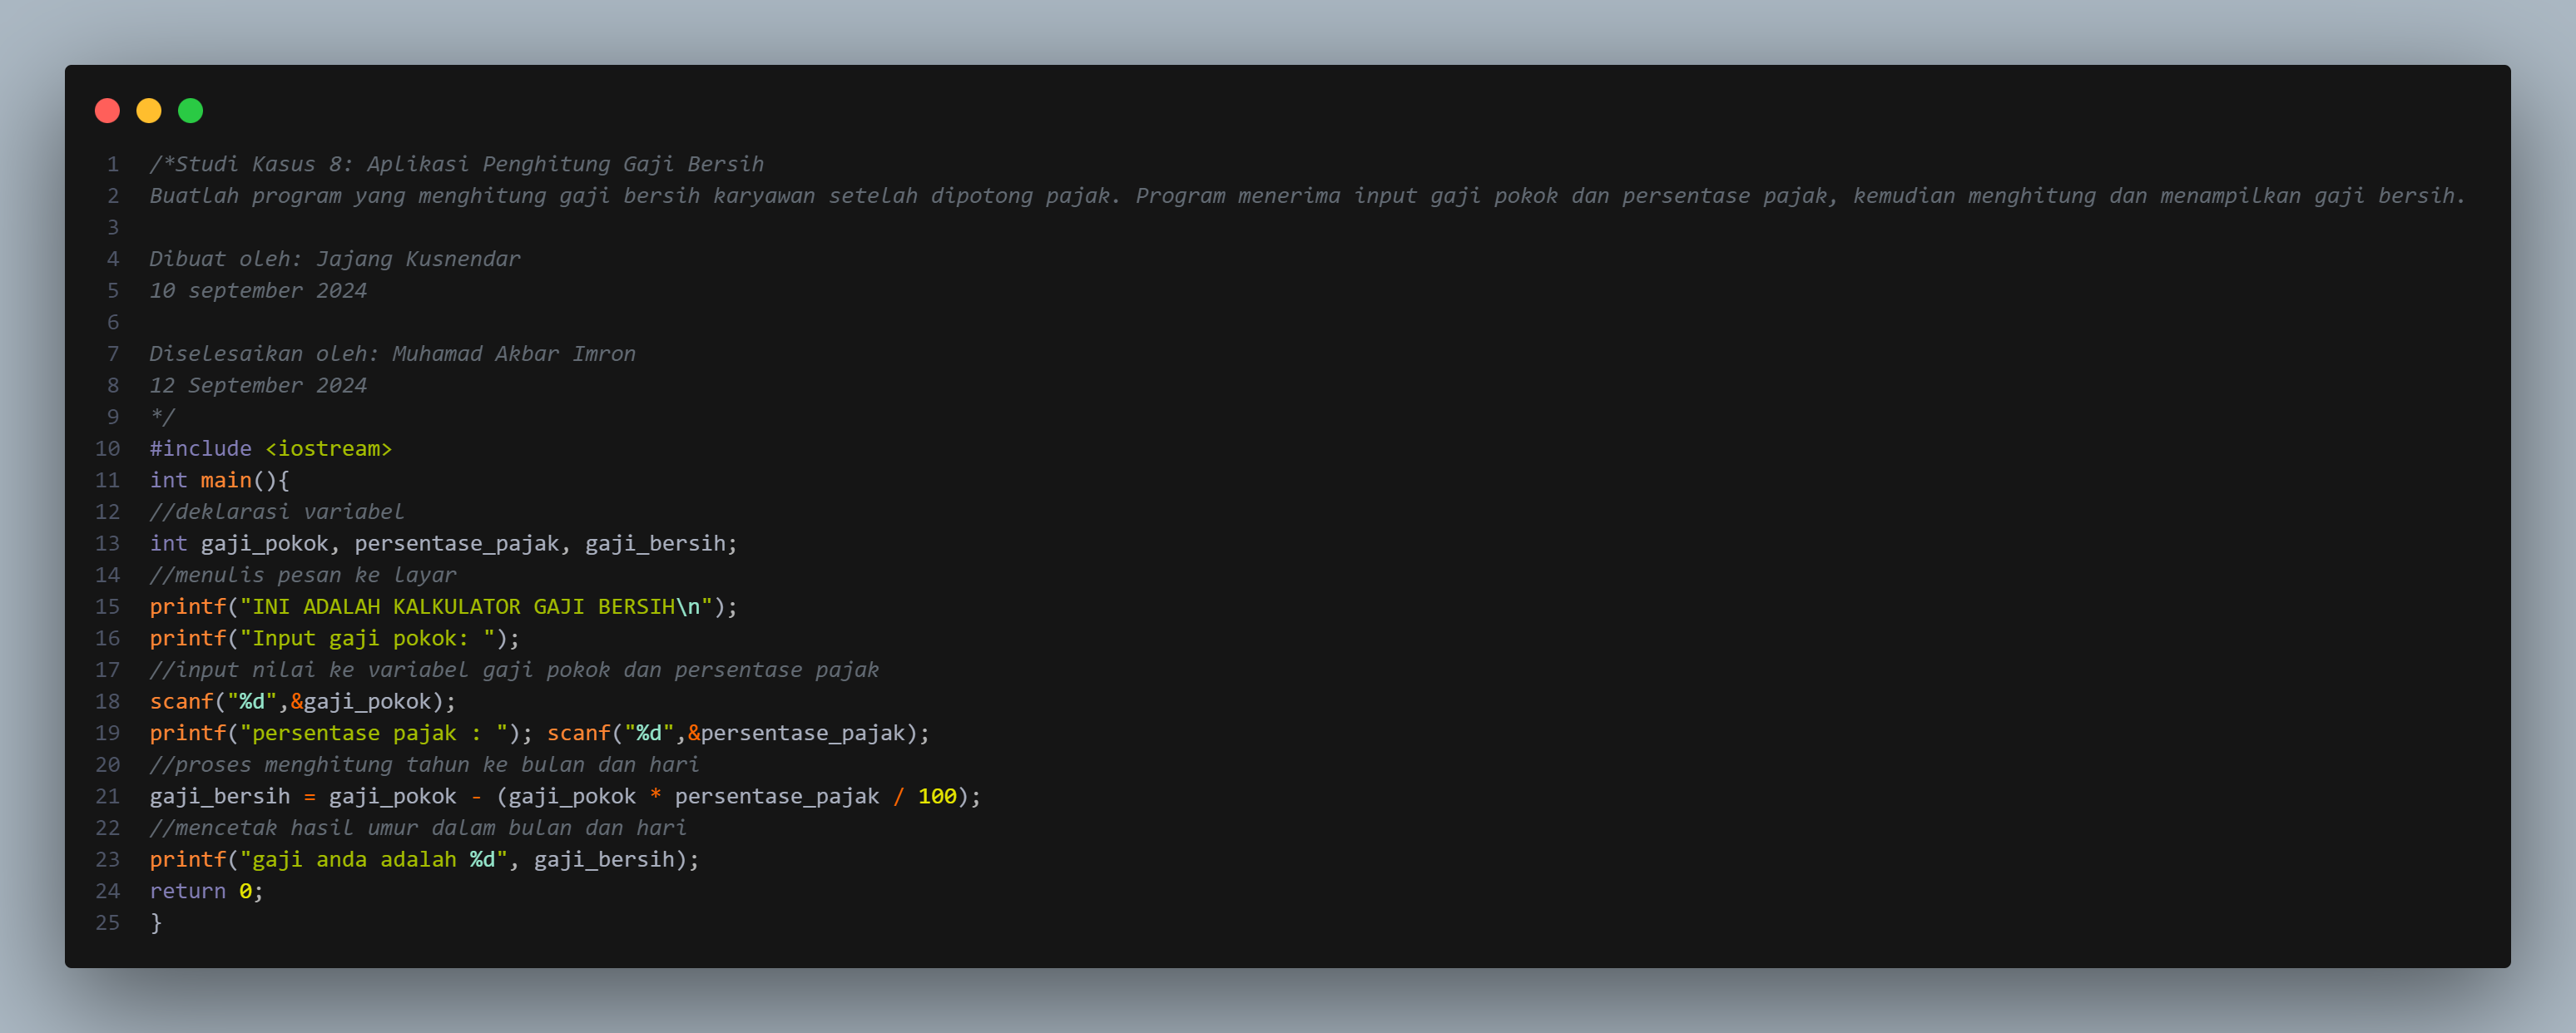 1 /*Studi Kasus 8: Aplikasi Penghitung Gaji Bersih
2 Buatlah program yang menghitung gaji bersih karyawan setelah dipotong pajak. Program menerima input gaji pokok dan persentase pajak, kemudian menghitung dan menampilkan gaji bersih.
3
4 Dibuat oleh: Jajang Kusnendar
5 10 september 2024
6
7 Diselesaikan oleh: Muhamad Akbar Imron
8 12 September 2024
9 */
10 #include <iostream>
11 int main(){
12 //deklarasi variabel
13 int gaji_pokok, persentase_pajak, gaji_bersih;
14 //menulis pesan ke layar
15 printf("INI ADALAH KALKULATOR GAJI BERSIH\n");
16 printf("Input gaji pokok: ");
17 //input nilai ke variabel gaji pokok dan persentase pajak
18 scanf("%d",&gaji_pokok);
19 printf("persentase pajak : "); scanf("%d",&persentase_pajak);
20 //proses menghitung tahun ke bulan dan hari
21 gaji_bersih = gaji_pokok - (gaji_pokok * persentase_pajak / 100);
22 //mencetak hasil umur dalam bulan dan hari
23 printf("gaji anda adalah %d", gaji_bersih);
24 return 0;
25 }